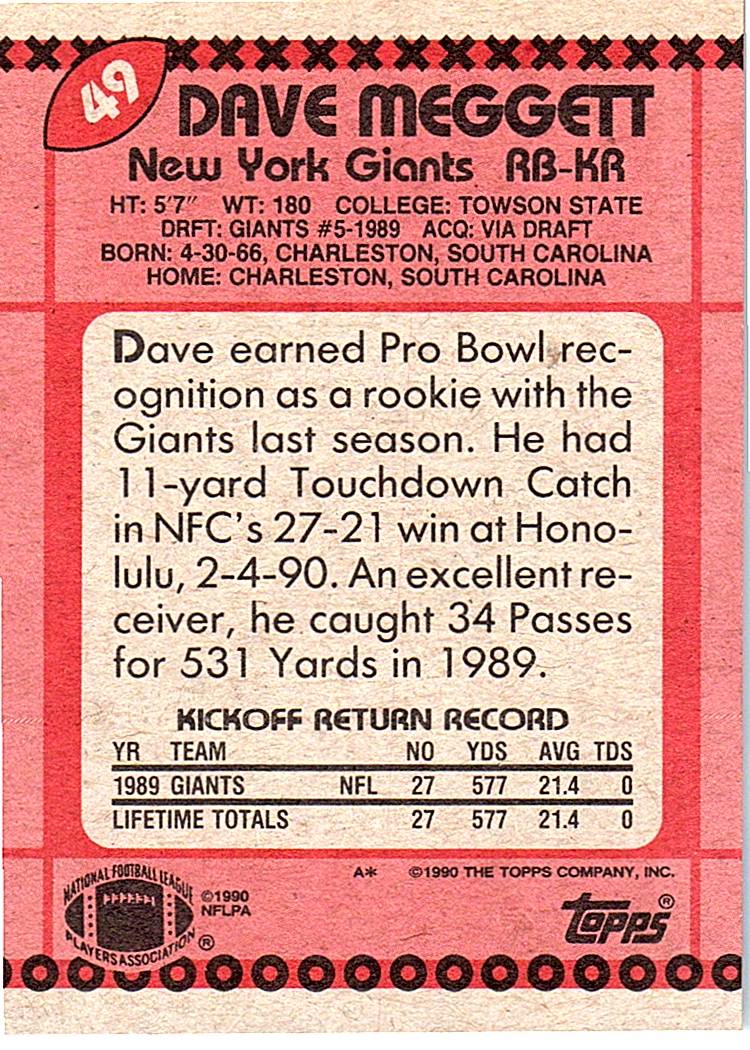 49
DAVE MEGGETT
New York Giants RB-KR
HT: 5'7" WT: 180 COLLEGE: TOWSON STATE
DRFT: GIANTS #5-1989 ACQ: VIA DRAFT
BORN: 4-30-66, CHARLESTON, SOUTH CAROLINA
HOME: CHARLESTON, SOUTH CAROLINA
Dave earned Pro Bowl rec-
ognition as a rookie with the
Giants last season. He had
11-yard Touchdown Catch
in NFC's 27-21 win at Hono-
lulu, 2-4-90. An excellent re-
ceiver, he caught 34 Passes
for 531 Yards in 1989.
KICKOFF RETURN RECORD
YR TEAM NO YDS AVG TDS
1989 GIANTS NFL 27 577 21.4 0
LIFETIME TOTALS 27 577 21.4 0
A* ©1990 THE TOPPS COMPANY, INC.
NATIONAL FOOTBALL LEAGUE
PLAYERS ASSOCIATION ®
©1990
NFLPA
Topps ®